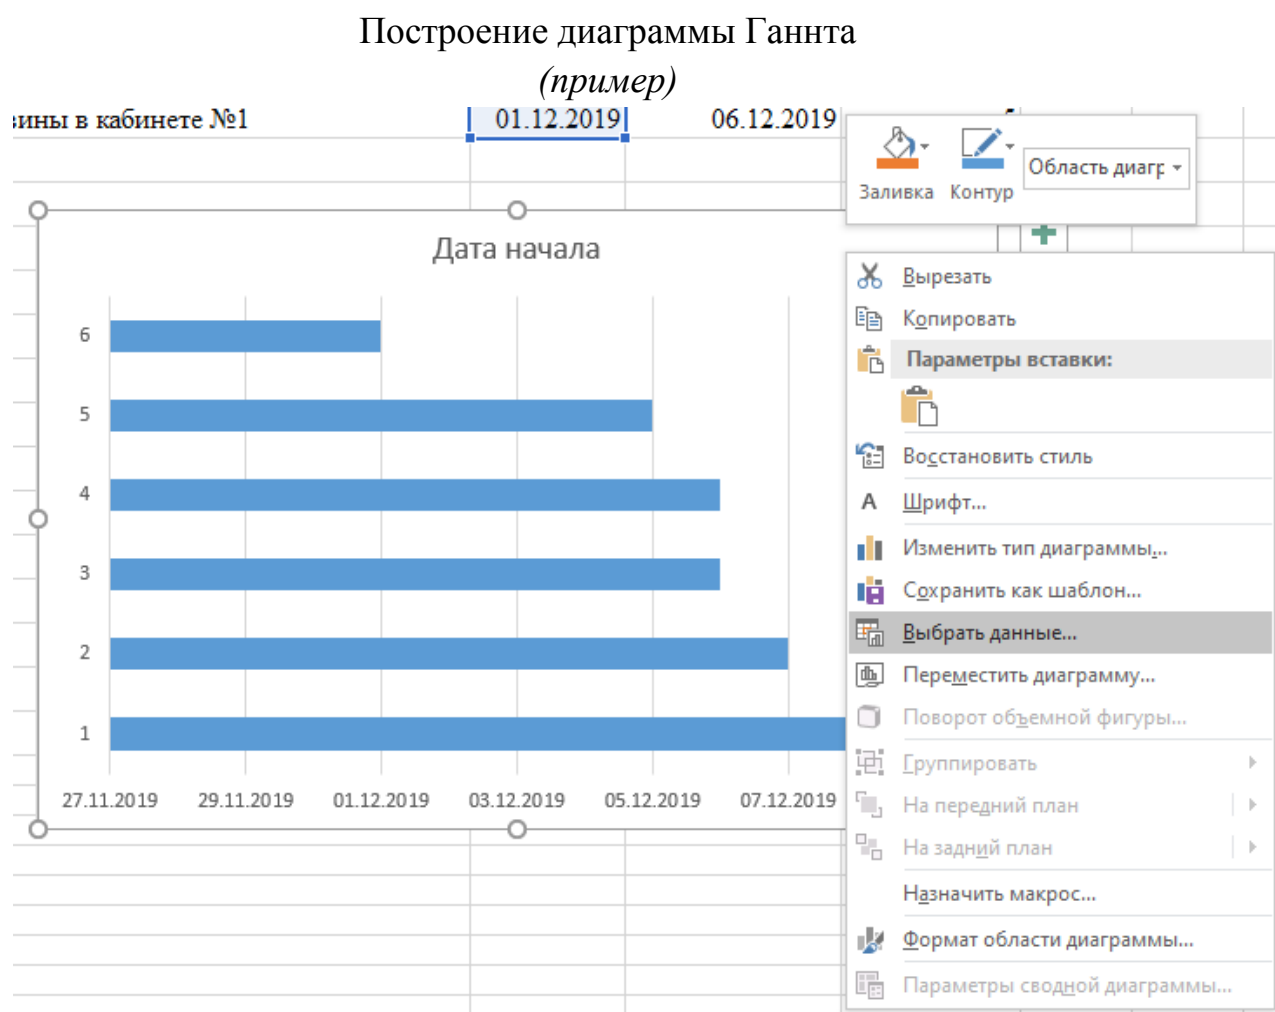 Построение диаграммы Ганнта
(пример)
вины в кабинете №1 01.12.2019 06.12.2019
Заливка Контур Область диагр
Дата начала
6
5
4
3
2
1
27.11.2019 29.11.2019 01.12.2019 03.12.2019 05.12.2019 07.12.2019
Вырезать
Копировать
Параметры вставки:
Восстановить стиль
Шрифт...
Изменить тип диаграммы...
Сохранить как шаблон...
Выбрать данные...
Переместить диаграмму...
Поворот объемной фигуры...
Группировать
На передний план
На задний план
Назначить макрос...
Формат области диаграммы...
Параметры сводной диаграммы...